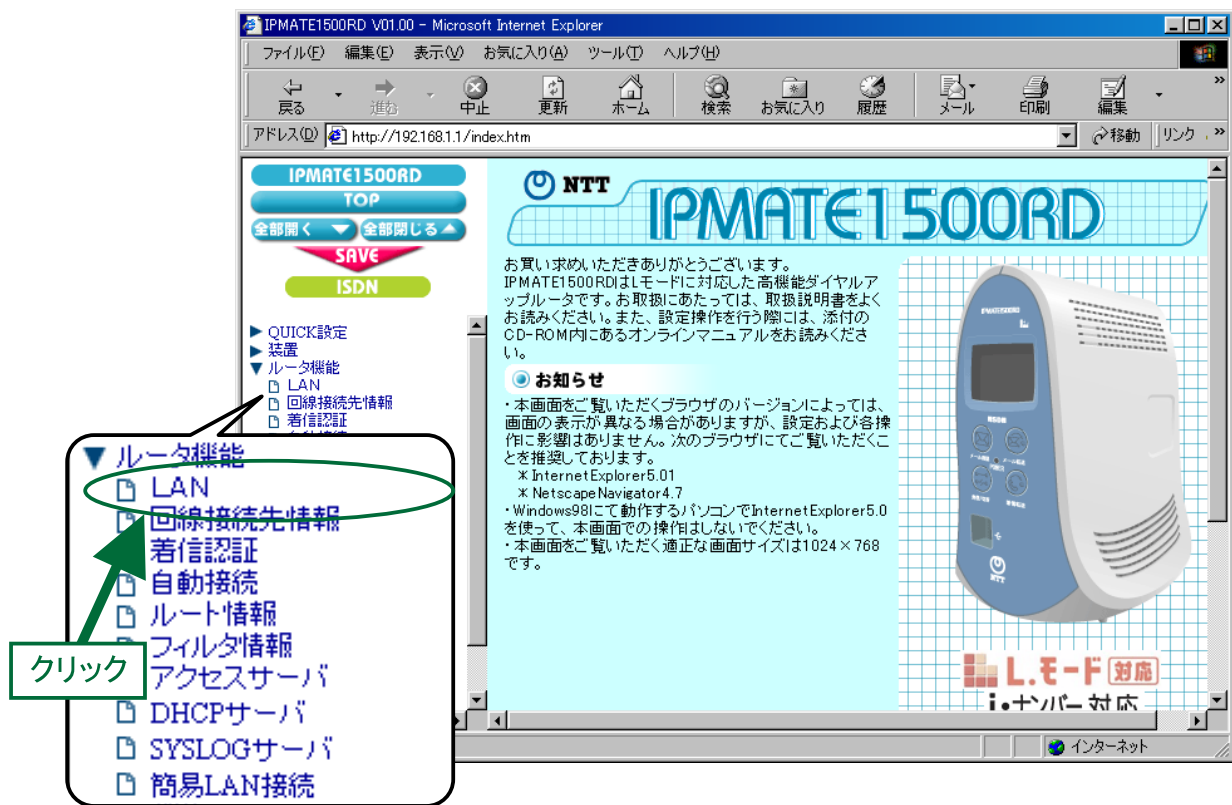 IPMATE1500RD V01.00 - Microsoft Internet Explorer
ファイル(F) 編集(E) 表示(V) お気に入り(A) ツール(T) ヘルプ(H)
戻る 進む 中止 更新 ホーム 検索 お気に入り 履歴 メール 印刷 編集 »
アドレス(D) http://192.168.1.1/index.htm 移動 リンク »
IPMATE1500RD
TOP
全部開く 全部閉じる
SAVE
ISDN
QUICK設定
装置
ルータ機能
LAN
回線接続先情報
着信認証
ルータ機能
LAN
回線接続先情報
着信認証
自動接続
ルート情報
フィルタ情報
アクセスサーバ
DHCPサーバ
SYSLOGサーバ
簡易LAN接続
クリック
NTT
IPMATE1500RD
お買い求めいただきありがとうございます。
IPMATE1500RDはLモードに対応した高機能ダイヤルア
ップルータです。お取扱にあたっては、取扱説明書をよく
お読みください。また、設定操作を行う際には、添付の
CD-ROM内にあるオンラインマニュアルをお読みくださ
い。
お知らせ
・本画面をご覧いただくブラウザのバージョンによっては、
画面の表示が異なる場合がありますが、設定および各操
作に影響はありません。次のブラウザにてご覧いただくこ
とを推奨しております。
* InternetExplorer5.01
* NetscapeNavigator4.7
・Windows98にて動作するパソコンでInternetExplorer5.0
を使って、本画面での操作はしないでください。
・本画面をご覧いただく適正な画面サイズは1024×768
です。
IPMATE1500RD
NTT
L.モード 対応
i・ナンバー対応
インターネット